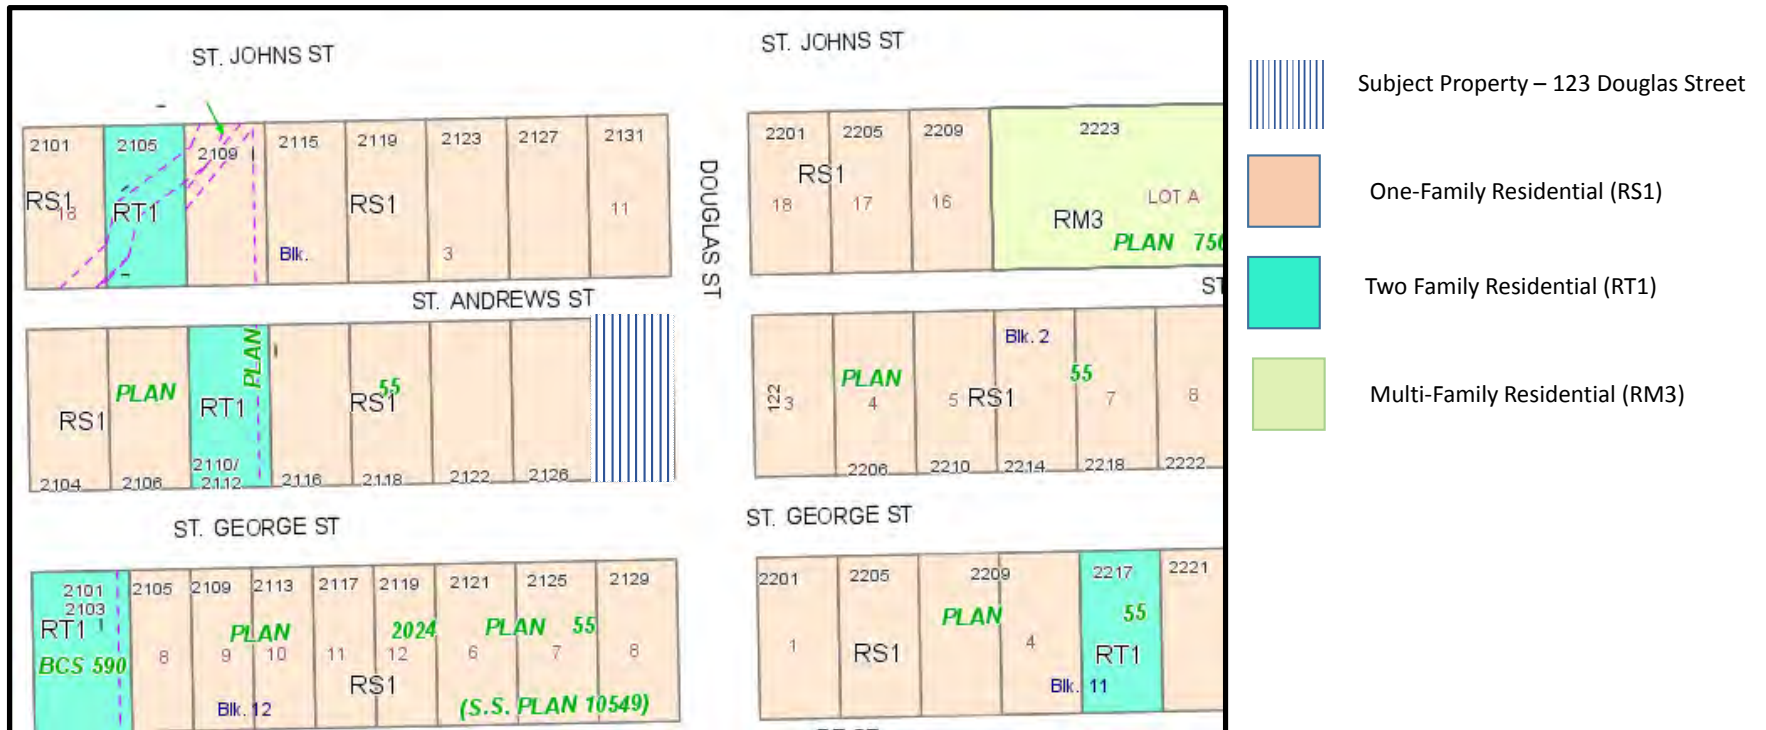 ST. JOHNS ST
ST. JOHNS ST
2101
2105
2109
2115
2119
2123
2127
2131
RS1
18
RT1
RS1
11
Blk.
3
DOUGLAS ST
2201
2205
2209
2223
RS1
18
17
16
LOT A
RM3
PLAN 750
ST. ANDREWS ST
ST
PLAN
PLAN
55
RS1
RT1
RS1
2104
2106
2110/
2112
2116
2118
2122
2126
Blk. 2
122
3
PLAN
4
5
RS1
55
7
8
2206
2210
2214
2218
2222
ST. GEORGE ST
ST. GEORGE ST
2101
2103
2105
2109
2113
2117
2119
2121
2125
2129
RT1
PLAN
2024
PLAN 55
BCS 590
8
9
10
11
12
6
7
8
RS1
Blk. 12
(S.S. PLAN 10549)
2201
2205
2209
2217
2221
PLAN
55
1
RS1
4
RT1
Blk. 11
Subject Property – 123 Douglas Street
One-Family Residential (RS1)
Two Family Residential (RT1)
Multi-Family Residential (RM3)